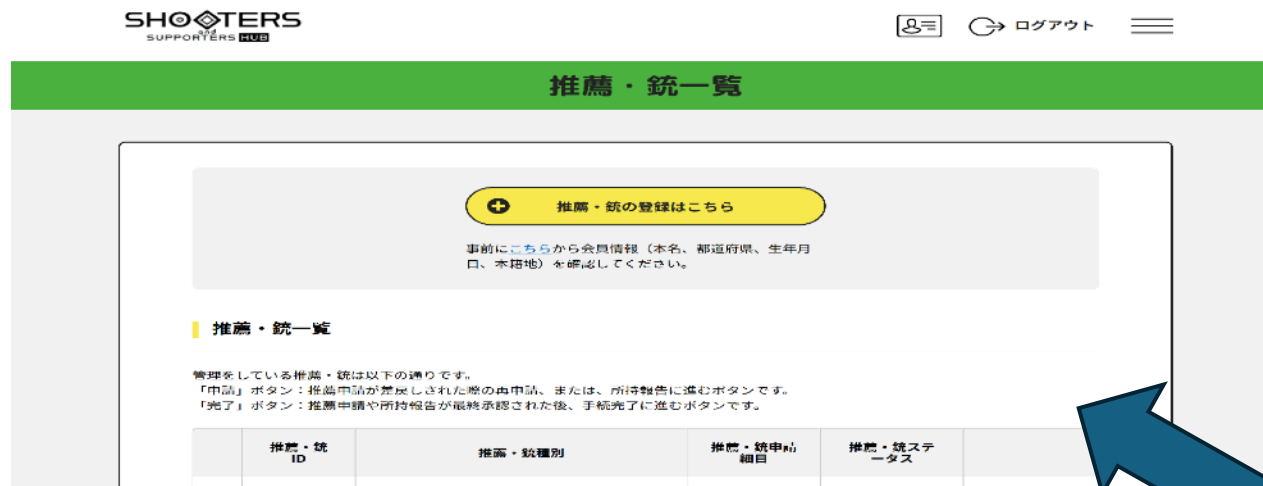 SHOOTERS
and
SUPPORTERS HUB
ログアウト
推薦・銃一覧
推薦・銃の登録はこちら
事前にこちらから会員情報（本名、都道府県、生年月
日、本籍地）を確認してください。
推薦・銃一覧
管理をしている推薦・銃は以下の通りです。
「申請」ボタン：推薦申請が差戻しされた際の再申請、または、所持報告に進むボタンです。
「完了」ボタン：推薦申請や所持報告が最終承認された後、手続完了に進むボタンです。
推薦・銃
ID
推薦・銃種別
推薦・銃申請
細目
推薦・銃ステ
ータス